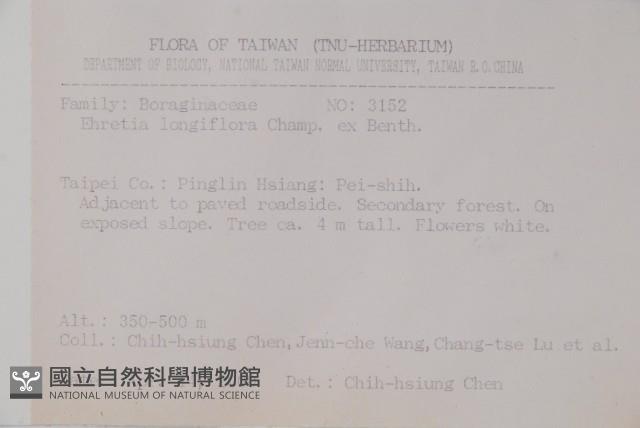 FLORA OF TAIWAN (TNU-HERBARIUM)
DEPARTMENT OF BIOLOGY, NATIONAL TAIWAN NORMAL UNIVERSITY, TAIWAN R.O.CHINA
Family: Boraginaceae NO: 3152
Ehretia longiflora Champ. ex Benth.
Taipei Co.: Pinglin Hsiang: Pei-shih.
Adjacent to paved roadside. Secondary forest. On
exposed slope. Tree ca. 4 m tall. Flowers white.
Alt.: 350-500 m
Coll.: Chih-hsiung Chen, Jenn-che Wang, Chang-tse Lu et al.
Det.: Chih-hsiung Chen
國立自然科學博物館
NATIONAL MUSEUM OF NATURAL SCIENCE